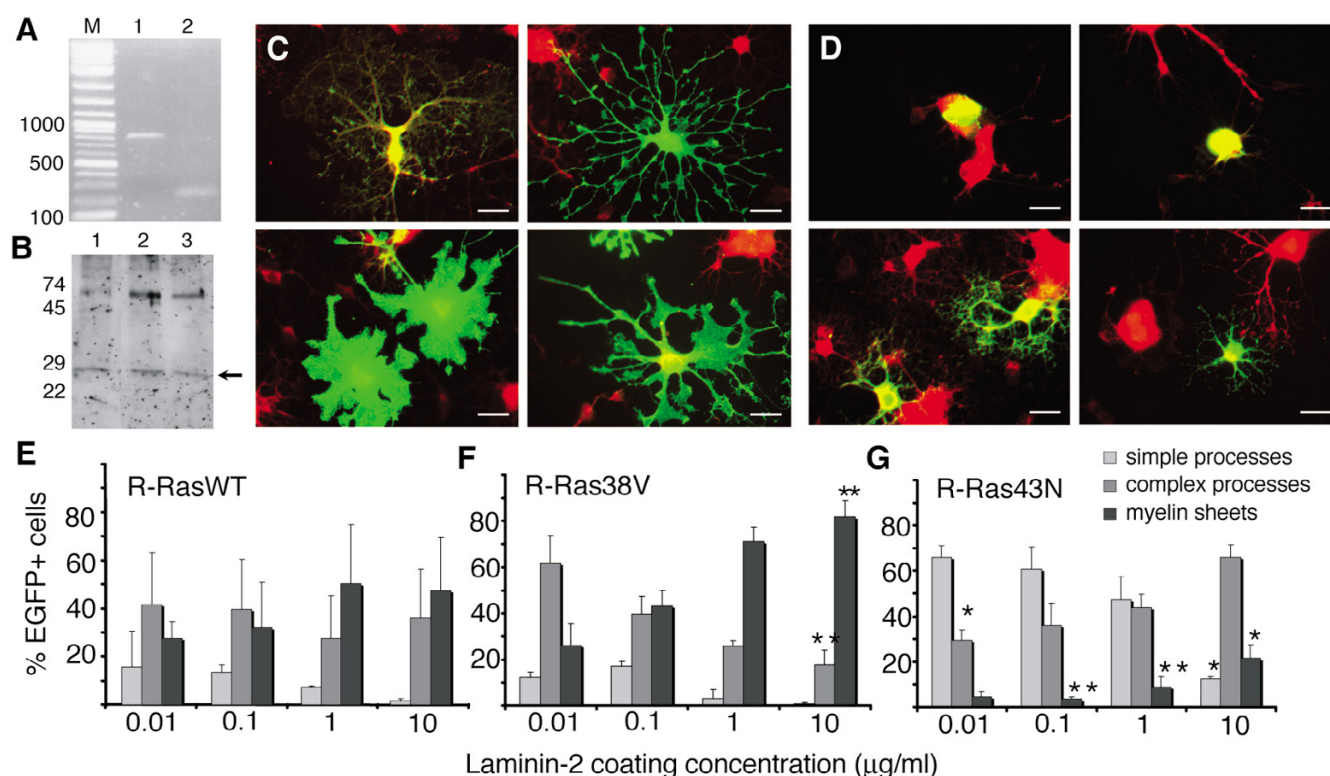 A
M 1 2
1000
500
100
B
1 2 3
74
45
29
22
C
D
E
R-RasWT
% EGFP+ cells
80
60
40
20
0.01 0.1 1 10
F
R-Ras38V
80
60
40
20
** 
**
0.01 0.1 1 10
G
R-Ras43N
simple processes
complex processes
myelin sheets
80
60
40
20
*
**
**
*
*
0.01 0.1 1 10
Laminin-2 coating concentration (μg/ml)